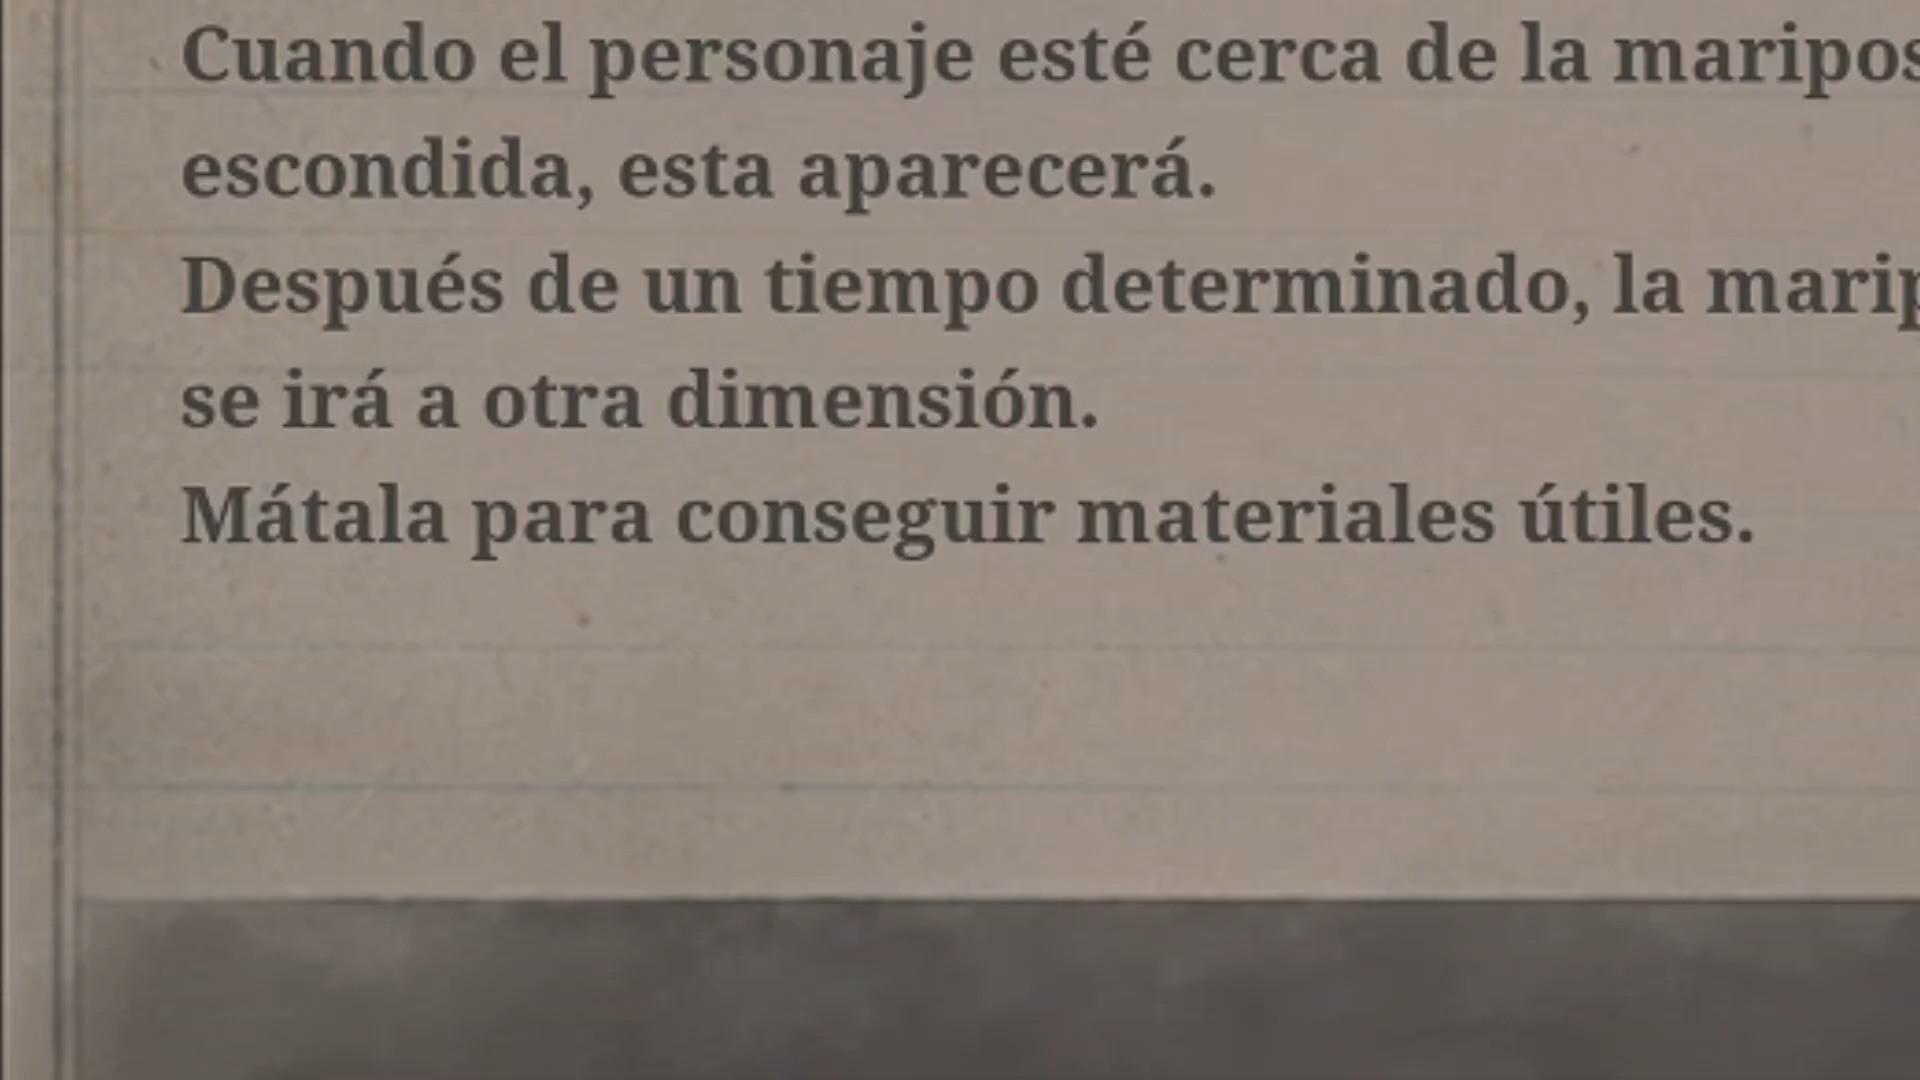 Cuando el personaje esté cerca de la maripos
escondida, esta aparecerá.
Después de un tiempo determinado, la marip
se irá a otra dimensión.
Mátala para conseguir materiales útiles.